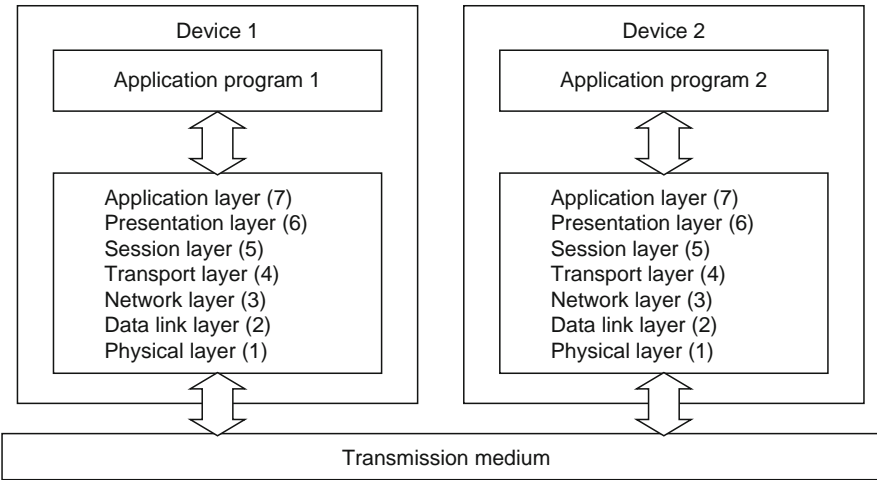 Device 1
Application program 1
Application layer (7)
Presentation layer (6)
Session layer (5)
Transport layer (4)
Network layer (3)
Data link layer (2)
Physical layer (1)
Device 2
Application program 2
Application layer (7)
Presentation layer (6)
Session layer (5)
Transport layer (4)
Network layer (3)
Data link layer (2)
Physical layer (1)
Transmission medium